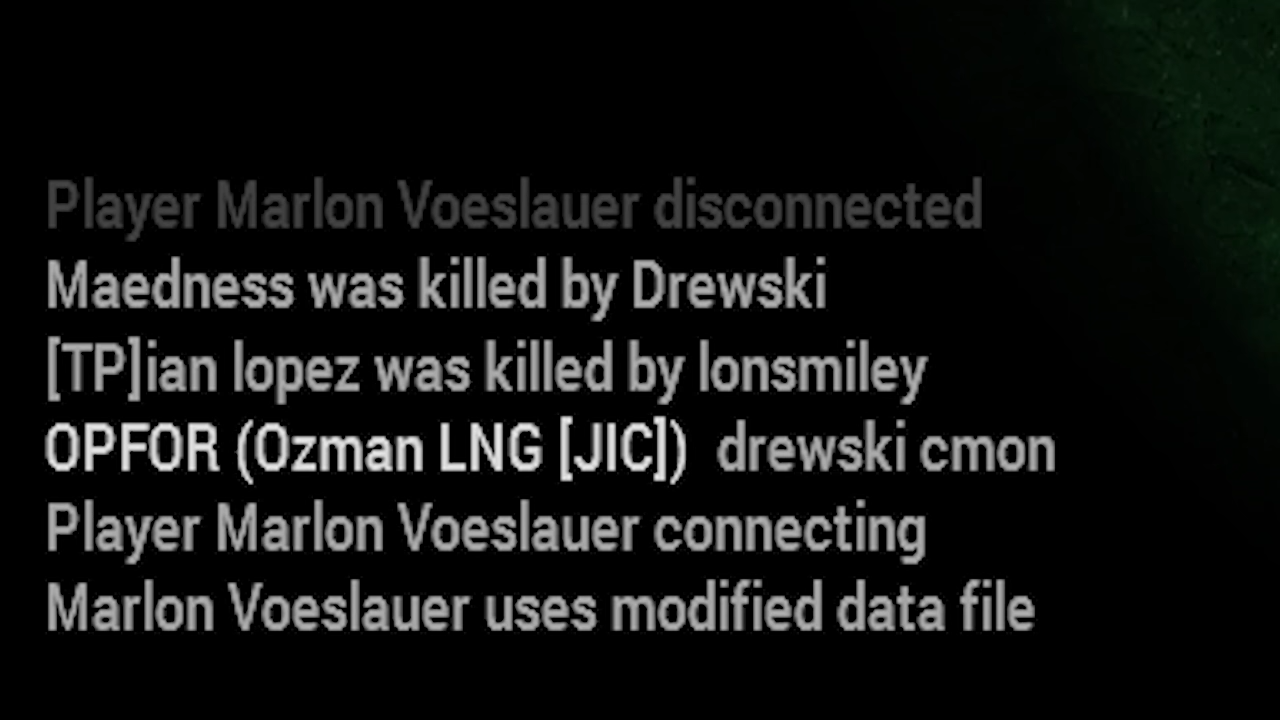 Player Marlon Voeslauer disconnected
Maedness was killed by Drewski
[TP]ian lopez was killed by lonsmiley
OPFOR (Ozman LNG [JIC]) drewski cmon
Player Marlon Voeslauer connecting
Marlon Voeslauer uses modified data file